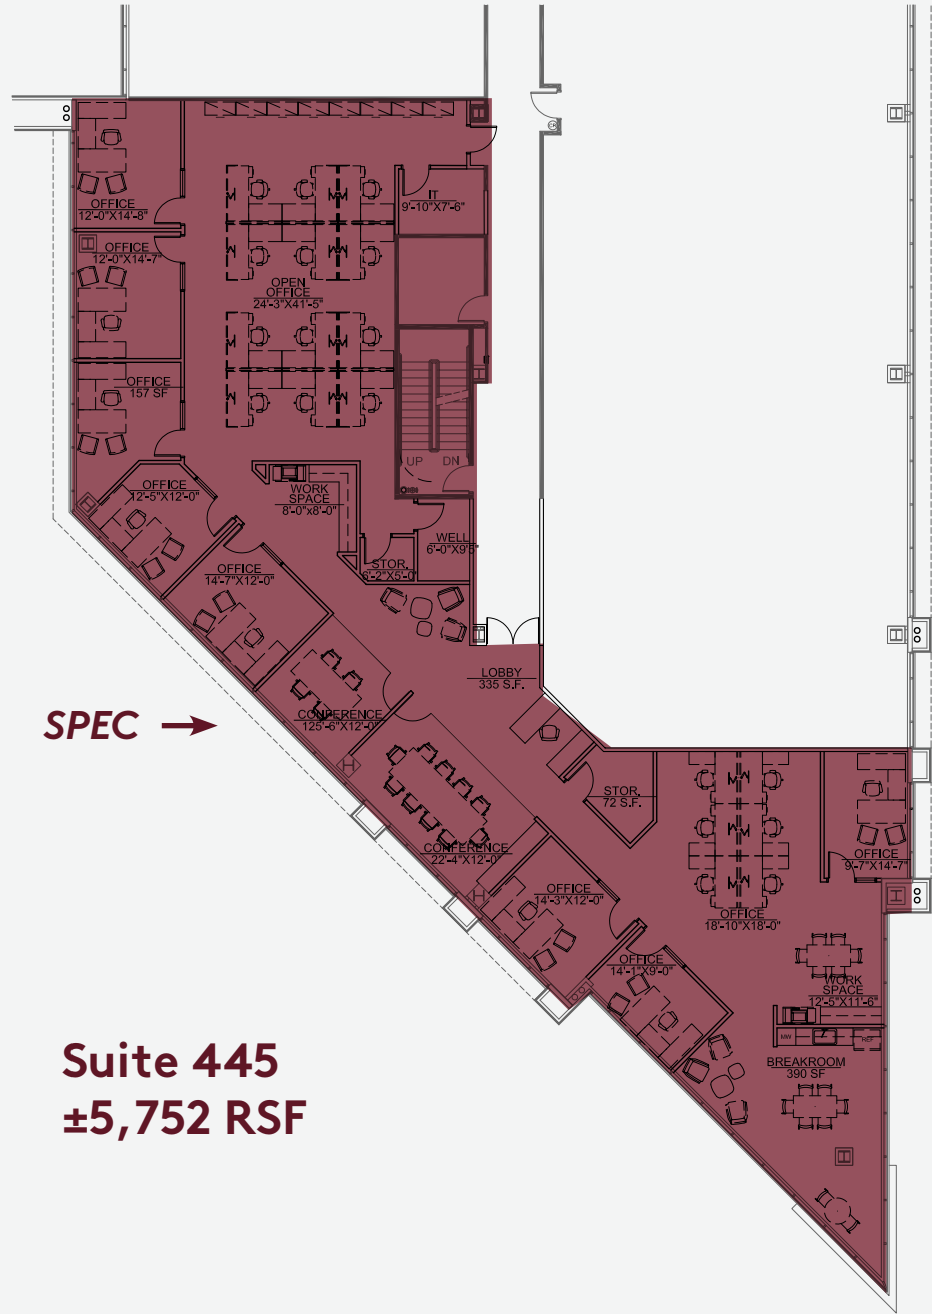 OFFICE
12'-0"X14'-8"
IT
9'-10"X7'-6"
OFFICE
12'-0"X14'-7"
OPEN
OFFICE
24'-3"X41'-5"
OFFICE
157 SF
UP DN
OFFICE
12'-5"X12'-0"
WORK
SPACE
8'-0"x8'-0"
WELL
6'-0"X9'5"
STOR.
6'-2"X5'-0"
OFFICE
14'-7"X12'-0"
LOBBY
335 S.F.
SPEC
CONFERENCE
125'-6"X12'-0"
STOR.
72 S.F.
CONFERENCE
22'-4"X12'-0"
OFFICE
9'-7"X14'-7"
OFFICE
14'-3"X12'-0"
OFFICE
18'-10"X18'-0"
OFFICE
14'-1"X9'-0"
WORK
SPACE
12'-5"X11'-6"
MW
REF
BREAKROOM
390 SF
Suite 445
±5,752 RSF